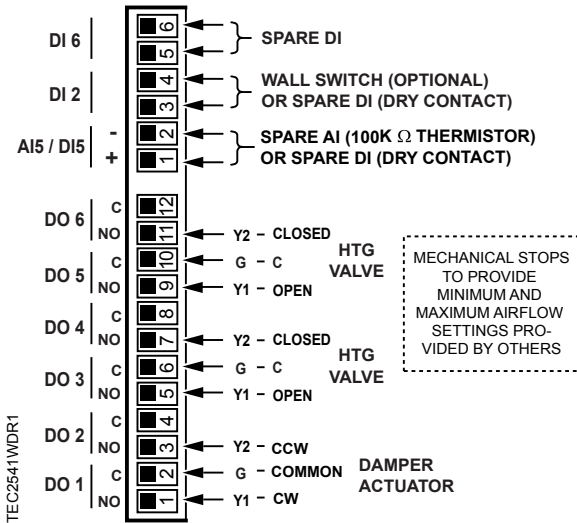 DI 6
6
5
SPARE DI
DI 2
4
3
WALL SWITCH (OPTIONAL)
OR SPARE DI (DRY CONTACT)
AI5 / DI5
-
+
2
1
SPARE AI (100K Ω THERMISTOR)
OR SPARE DI (DRY CONTACT)
DO 6
C 12
NO 11 Y2 – CLOSED
DO 5
C 10 G – C
NO 9 Y1 – OPEN
HTG
VALVE
DO 4
C 8
NO 7 Y2 – CLOSED
DO 3
C 6 G – C
NO 5 Y1 – OPEN
HTG
VALVE
DO 2
C 4
NO 3 Y2 – CCW
DO 1
C 2 G – COMMON
NO 1 Y1 – CW
DAMPER
ACTUATOR
MECHANICAL STOPS
TO PROVIDE
MINIMUM AND
MAXIMUM AIRFLOW
SETTINGS PRO-
VIDED BY OTHERS
TEC2541WDR1